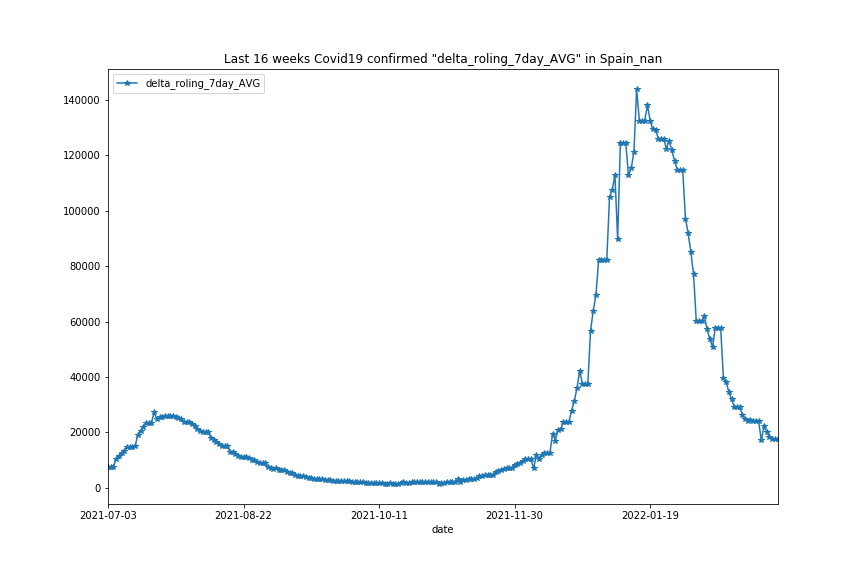 Last 16 weeks Covid19 confirmed "delta_roling_7day_AVG" in Spain_nan
delta_roling_7day_AVG
140000
120000
100000
80000
60000
40000
20000
0
2021-07-03 2021-08-22 2021-10-11 2021-11-30 2022-01-19
date